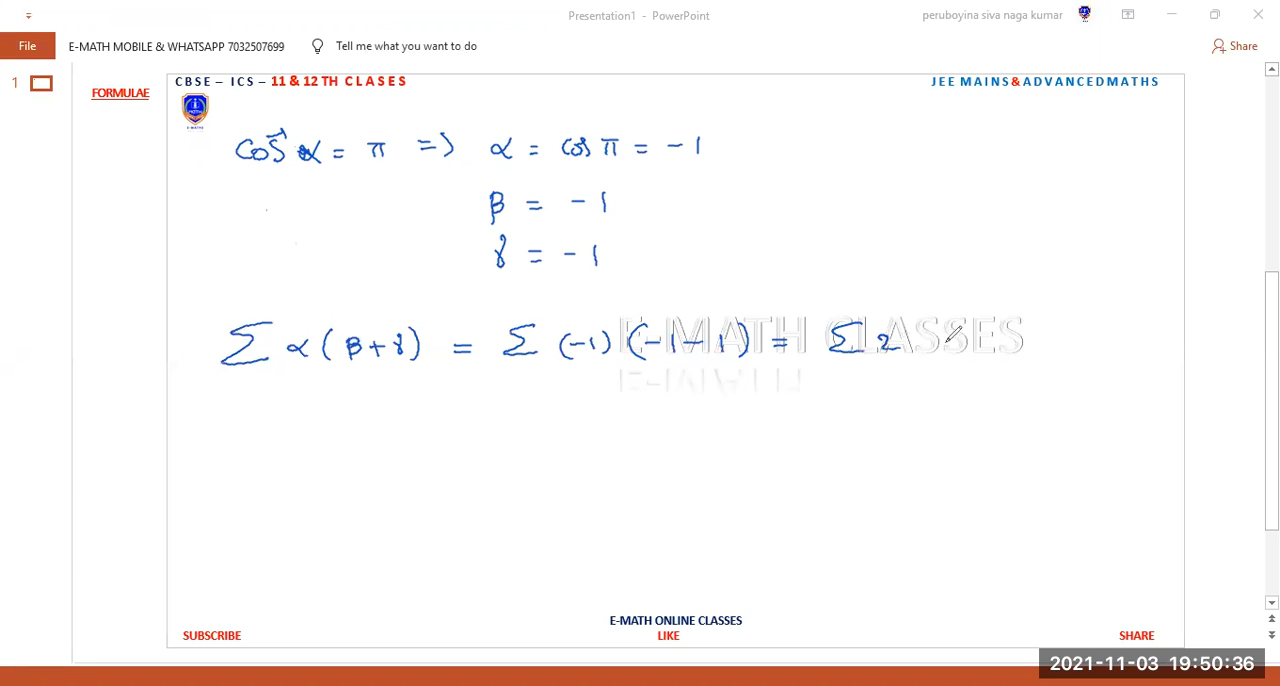 Presentation1 - PowerPoint
peruboyina siva naga kumar
File
E-MATH MOBILE & WHATSAPP 7032507699
Tell me what you want to do
Share
1
FORMULAE
CBSE – ICS – 11 & 12 TH CLASES
JEE MAINS&ADVANCEDMATHS
E-MATHS
cos⁻¹ α = π => α = cos π = -1
β = -1
γ = -1
E-MATH CLASSES
∑ α(β+γ) = ∑ (-1)(-1-1) = ∑ 2
E-MATH ONLINE CLASSES
SUBSCRIBE
LIKE
SHARE
2021-11-03 19:50:36